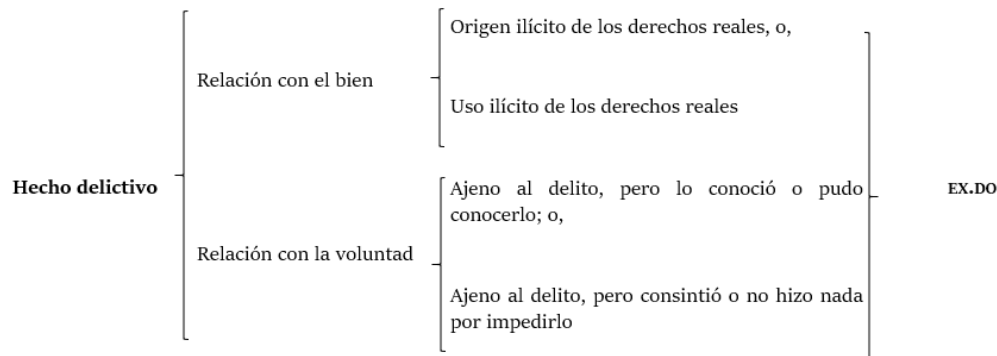 Origen ilícito de los derechos reales, o,
Relación con el bien
Uso ilícito de los derechos reales
Hecho delictivo
Ajeno al delito, pero lo conoció o pudo
conocerlo; o,
EX.DO
Relación con la voluntad
Ajeno al delito, pero consintió o no hizo nada
por impedirlo